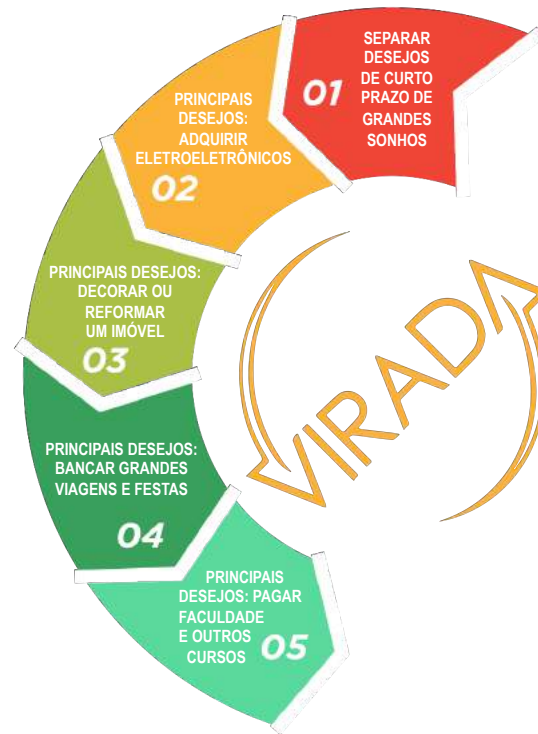 SEPARAR
DESEJOS
DE CURTO
PRAZO DE
GRANDES
SONHOS
01
PRINCIPAIS
DESEJOS:
ADQUIRIR
ELETROELETRÔNICOS
02
PRINCIPAIS DESEJOS:
DECORAR OU
REFORMAR
UM IMÓVEL
03
PRINCIPAIS DESEJOS:
BANCAR GRANDES
VIAGENS E FESTAS
04
PRINCIPAIS
DESEJOS: PAGAR
FACULDADE
E OUTROS
CURSOS
05
VIRADA